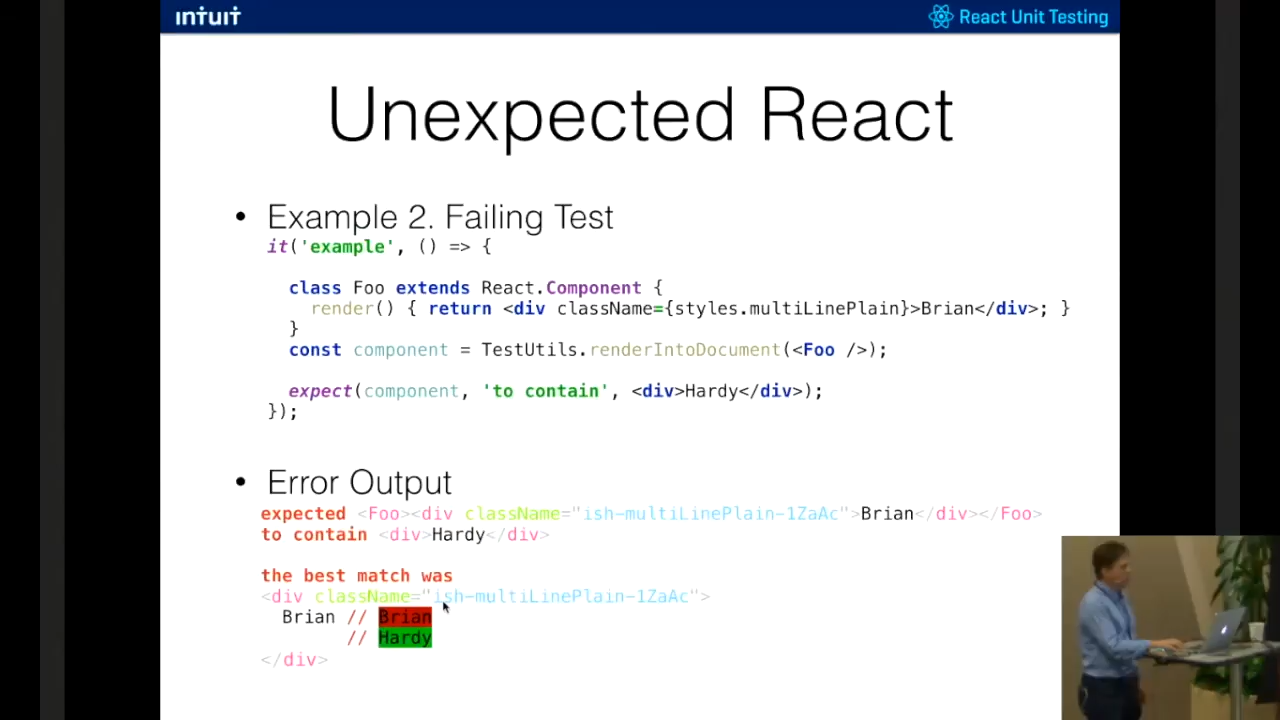 intuit
React Unit Testing
Unexpected React
• Example 2. Failing Test
it('example', () => {
class Foo extends React.Component {
render() { return <div className={styles.multiLinePlain}>Brian</div>; }
}
const component = TestUtils.renderIntoDocument(<Foo />);
expect(component, 'to contain', <div>Hardy</div>);
});
• Error Output
expected <Foo><div className="ish-multiLinePlain-1ZaAc">Brian</div></Foo>
to contain <div>Hardy</div>
the best match was
<div className="ish-multiLinePlain-1ZaAc">
Brian // Brian
// Hardy
</div>